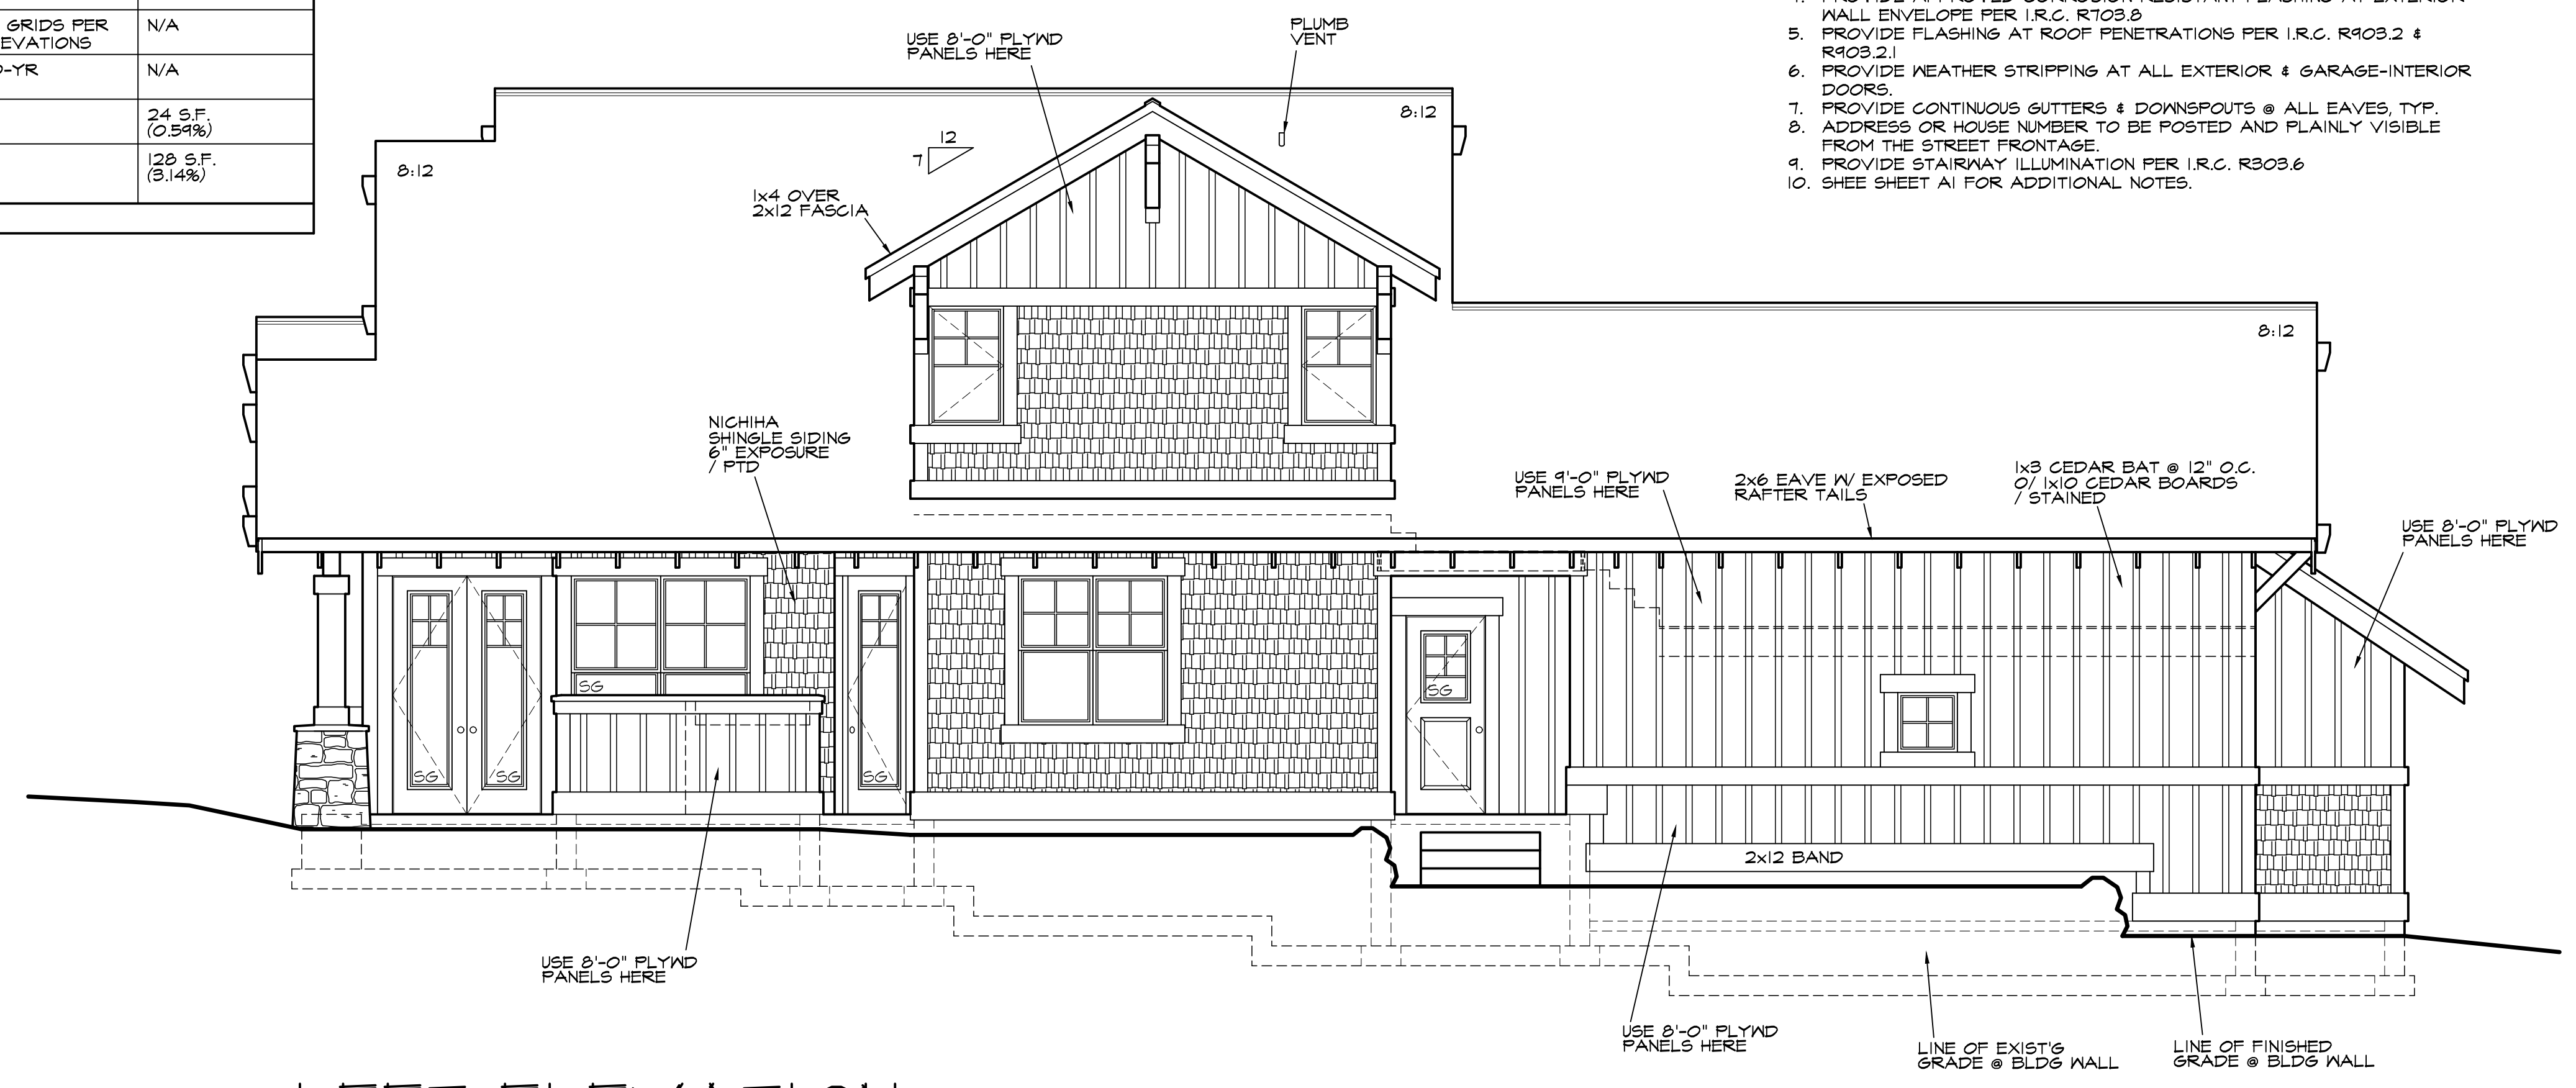 GRIDS PER
N/A
EVATIONS
N/A
24 S.F.
(0.59%)
128 S.F.
(3.14%)
WALL ENVELOPE PER I.R.C. R703.8
5. PROVIDE FLASHING AT ROOF PENETRATIONS PER I.R.C. R903.2 &
R903.2.1
6. PROVIDE WEATHER STRIPPING AT ALL EXTERIOR & GARAGE-INTERIOR
DOORS.
7. PROVIDE CONTINUOUS GUTTERS & DOWNSPOUTS @ ALL EAVES, TYP.
8. ADDRESS OR HOUSE NUMBER TO BE POSTED AND PLAINLY VISIBLE
FROM THE STREET FRONTAGE.
9. PROVIDE STAIRWAY ILLUMINATION PER I.R.C. R303.6
10. SHEE SHEET A1 FOR ADDITIONAL NOTES.
USE 8'-0" PLYWD
PANELS HERE
PLUMB
VENT
8:12
12
7
8:12
1x4 OVER
2x12 FASCIA
8:12
NICHIHA
SHINGLE SIDING
6" EXPOSURE
/ PTD
USE 9'-0" PLYWD
PANELS HERE
2x6 EAVE W/ EXPOSED
RAFTER TAILS
1x3 CEDAR BAT @ 12" O.C.
O/ 1x10 CEDAR BOARDS
/ STAINED
USE 8'-0" PLYWD
PANELS HERE
SG
SG
SG
SG
SG
2x12 BAND
USE 8'-0" PLYWD
PANELS HERE
USE 8'-0" PLYWD
PANELS HERE
LINE OF EXIST'G
GRADE @ BLDG WALL
LINE OF FINISHED
GRADE @ BLDG WALL